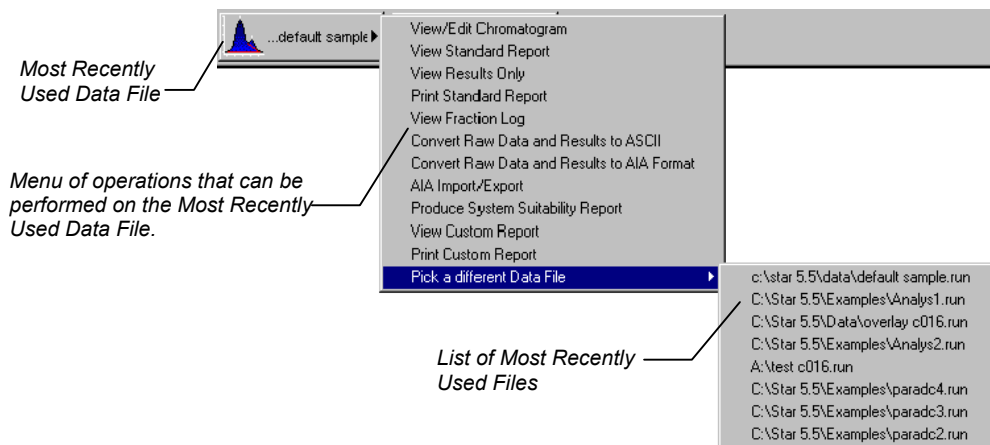 ...default sample
Most Recently
Used Data File
Menu of operations that can be
performed on the Most Recently
Used Data File.
View/Edit Chromatogram
View Standard Report
View Results Only
Print Standard Report
View Fraction Log
Convert Raw Data and Results to ASCII
Convert Raw Data and Results to AIA Format
AIA Import/Export
Produce System Suitability Report
View Custom Report
Print Custom Report
Pick a different Data File
List of Most Recently
Used Files
c:\star 5.5\data\default sample.run
C:\Star 5.5\Examples\Analys1.run
C:\Star 5.5\Data\overlay c016.run
C:\Star 5.5\Examples\Analys2.run
A:\test c016.run
C:\Star 5.5\Examples\paradc4.run
C:\Star 5.5\Examples\paradc3.run
C:\Star 5.5\Examples\paradc2.run